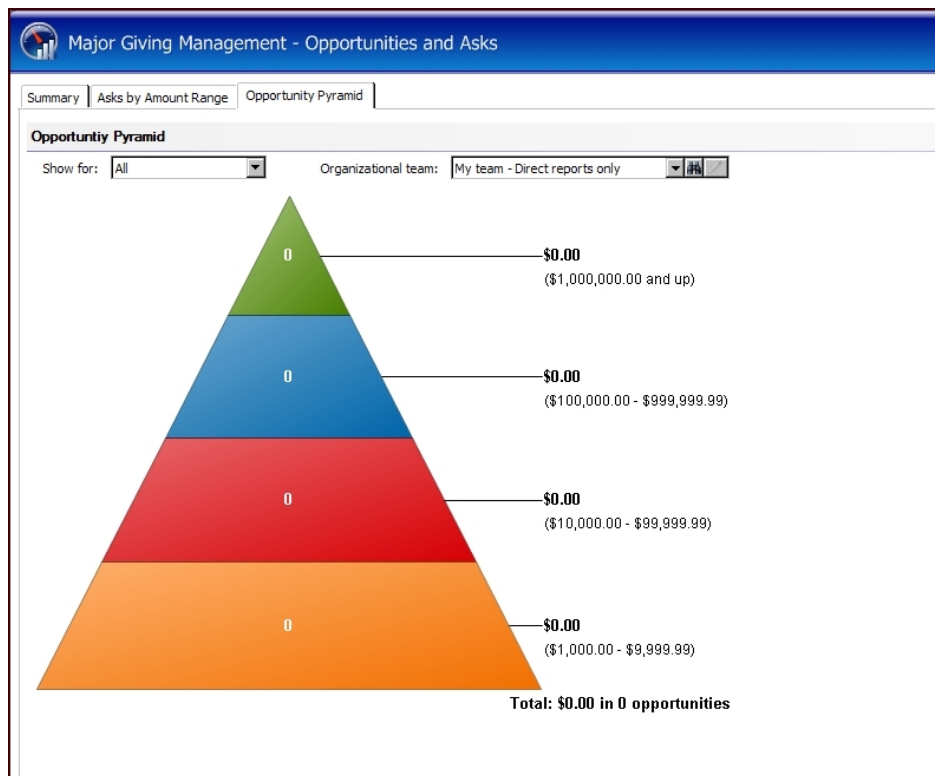 Major Giving Management - Opportunities and Asks
Summary
Asks by Amount Range
Opportunity Pyramid
Opportuntiy Pyramid
Show for: All Organizational team: My team - Direct reports only
0 $0.00
($1,000,000.00 and up)
0 $0.00
($100,000.00 - $999,999.99)
0 $0.00
($10,000.00 - $99,999.99)
0 $0.00
($1,000.00 - $9,999.99)
Total: $0.00 in 0 opportunities